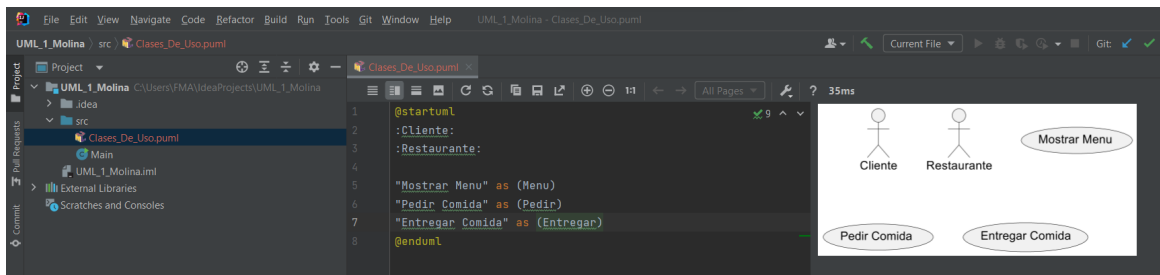 File Edit View Navigate Code Refactor Build Run Tools Git Window Help UML_1_Molina - Clases_De_Uso.puml
UML_1_Molina src Clases_De_Uso.puml Current File Git:
Project Project Clases_De_Uso.puml
UML_1_Molina C:\Users\FMA\IdeaProjects\UML_1_Molina 1:1 All Pages ? 35ms
.idea
src
Clases_De_Uso.puml
Main
UML_1_Molina.iml
External Libraries
Scratches and Consoles
Pull Requests
Commit
1 @startuml 9
2 :Cliente:
3 :Restaurante:
4
5 "Mostrar Menu" as (Menu)
6 "Pedir Comida" as (Pedir)
7 "Entregar Comida" as (Entregar)
8 @enduml
Mostrar Menu
Cliente Restaurante
Pedir Comida Entregar Comida